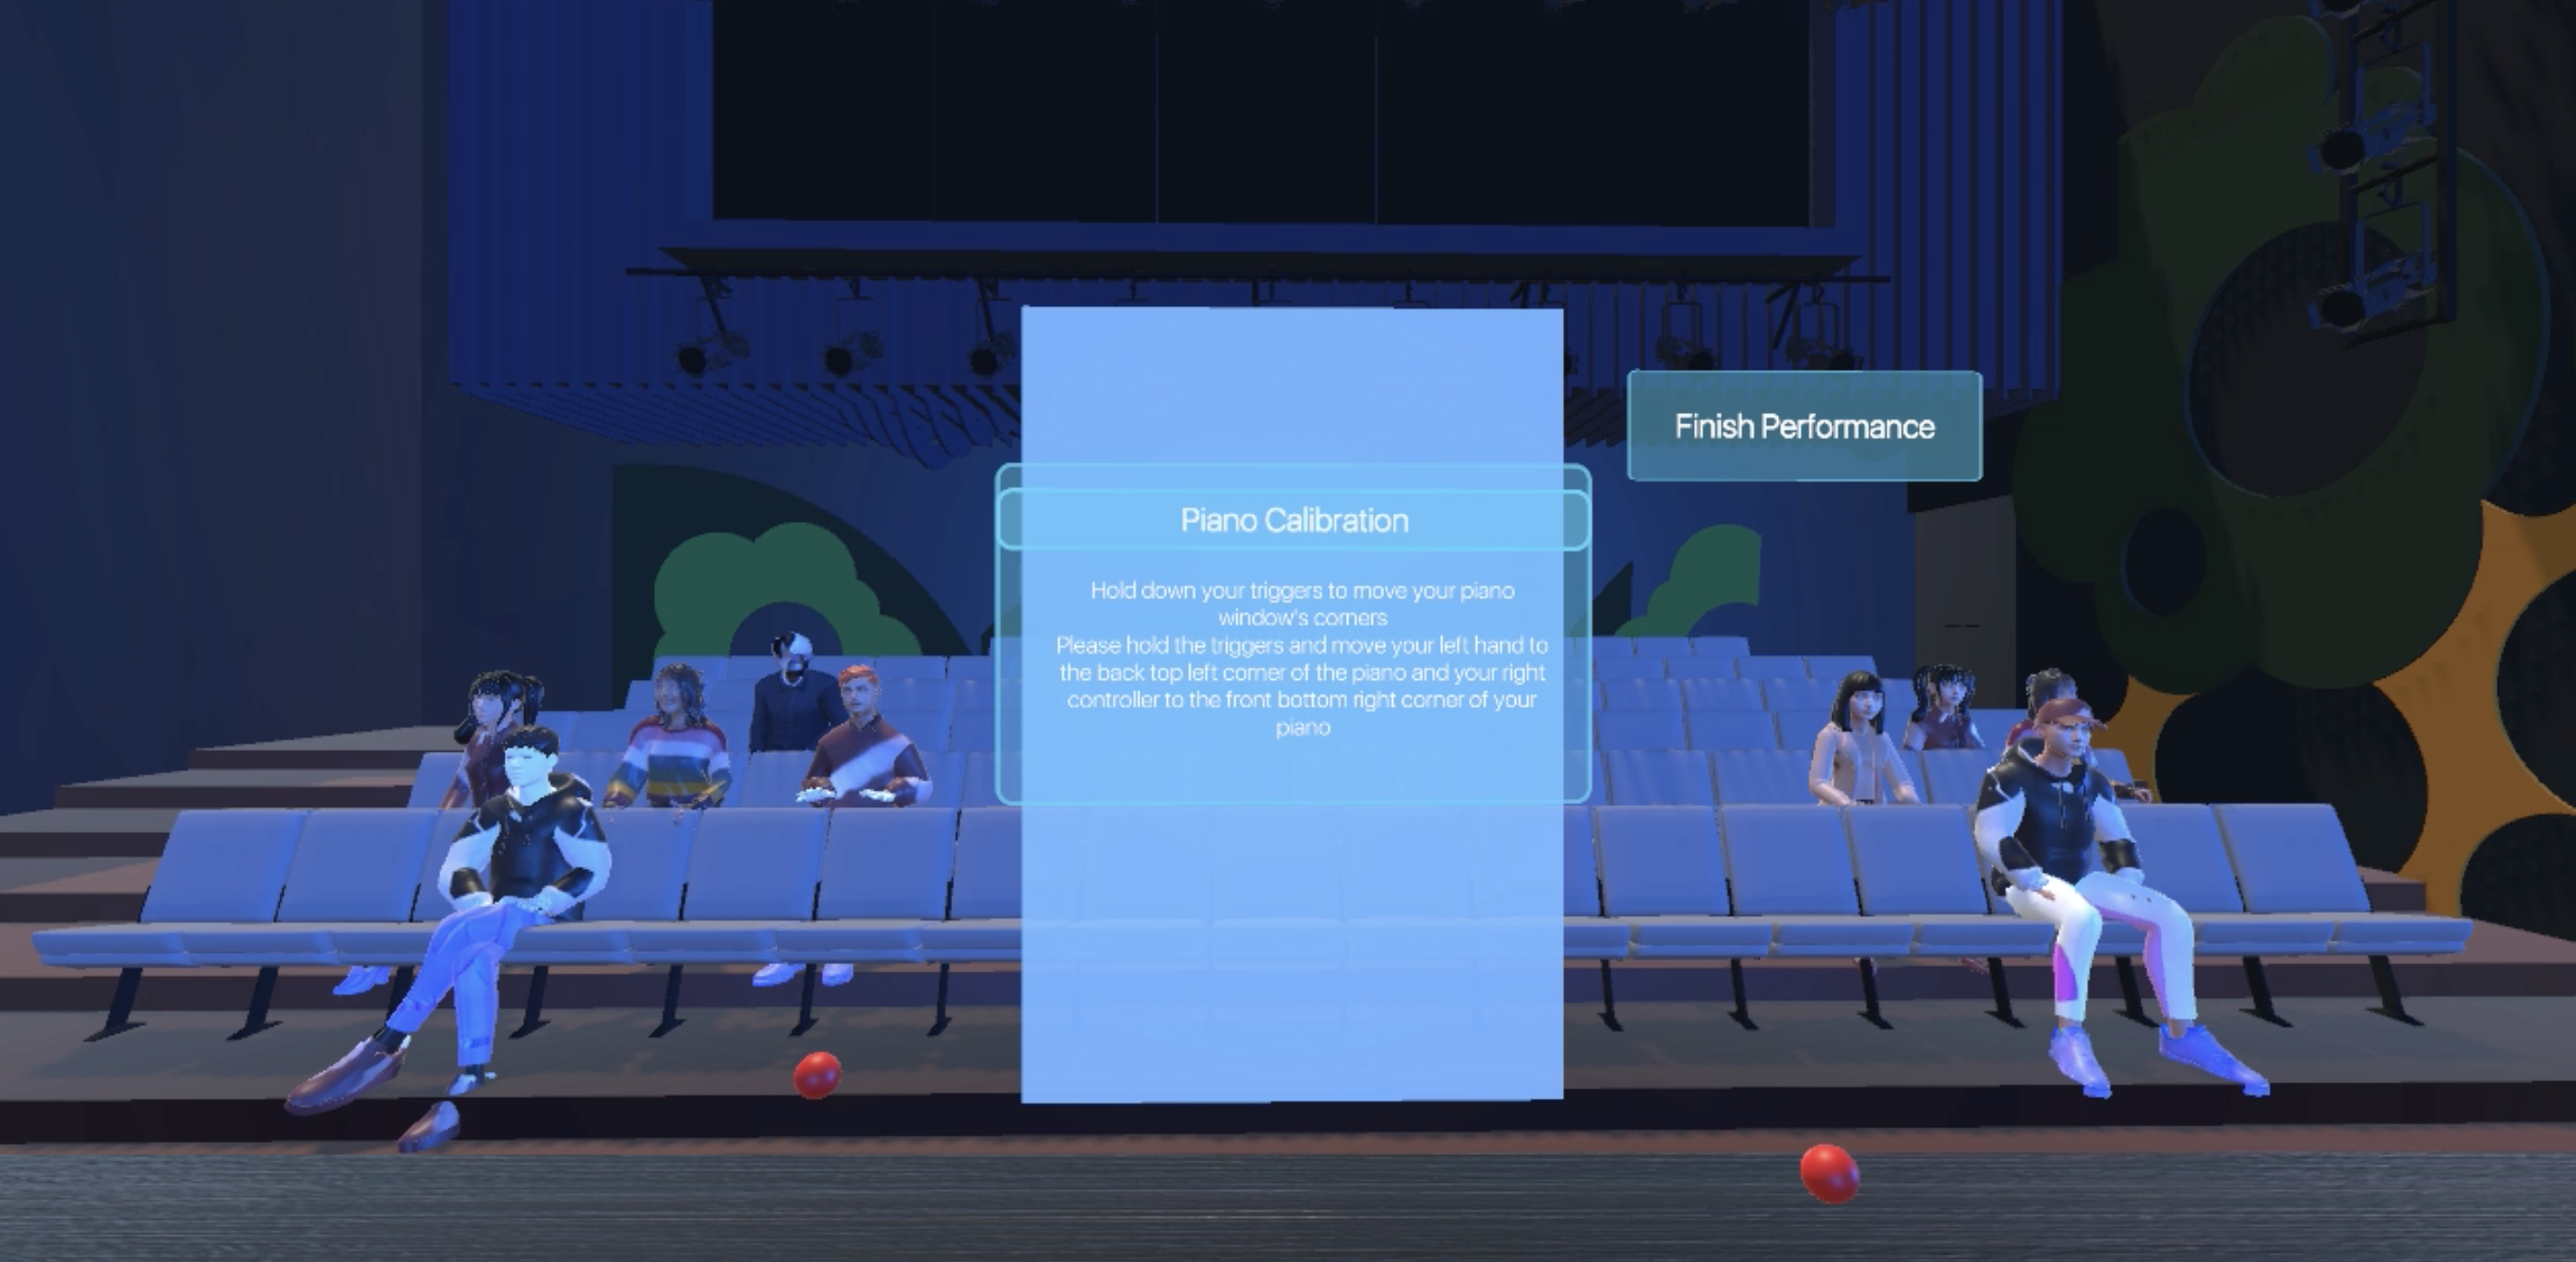 Finish Performance
Piano Calibration
Hold down your triggers to move your piano
window's corners
Please hold the triggers and move your left hand to
the back top left corner of the piano and your right
controller to the front bottom right corner of your
piano